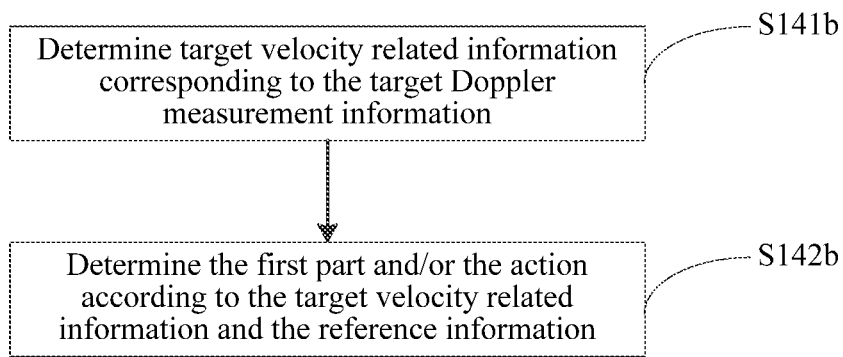 Determine target velocity related information
corresponding to the target Doppler
measurement information
S141b
Determine the first part and/or the action
according to the target velocity related
information and the reference information
S142b